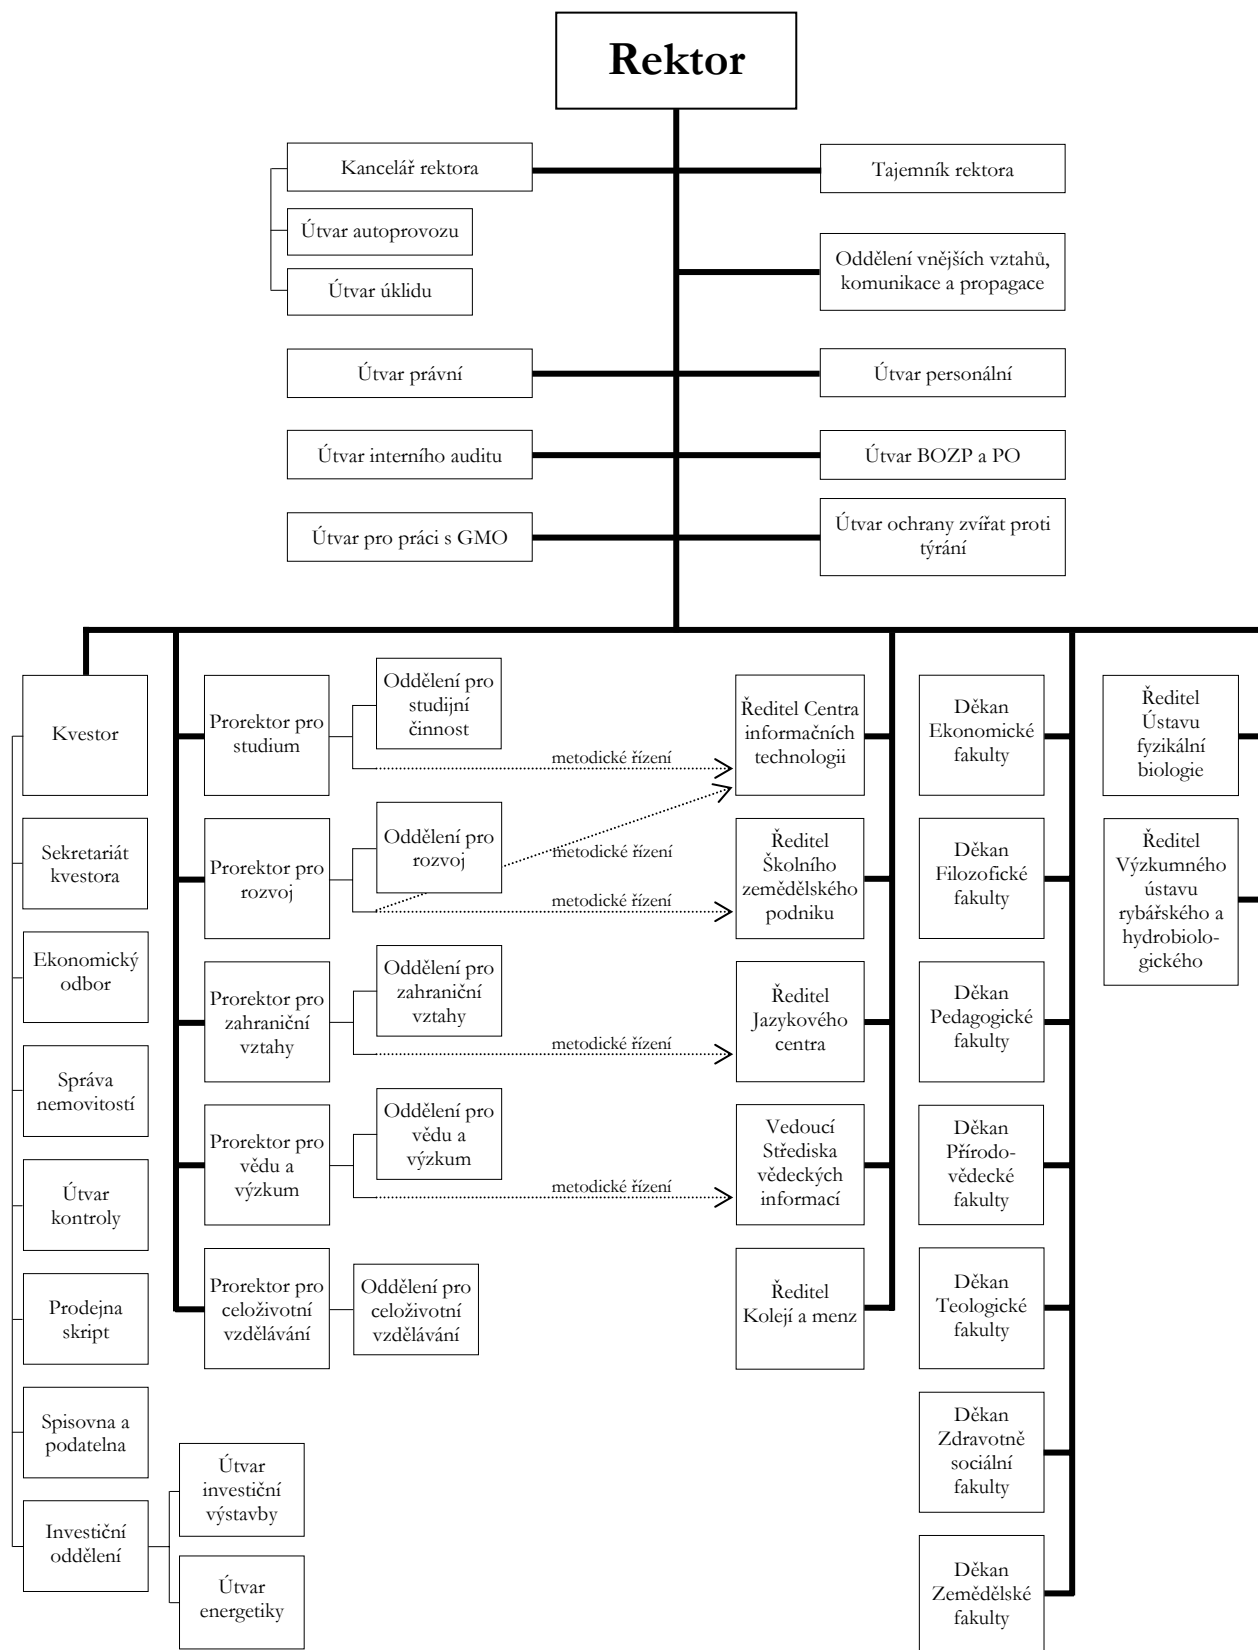 Rektor
Kancelář rektora
Tajemník rektora
Útvar autoprovozu
Oddělení vnějších vztahů,
komunikace a propagace
Útvar úklidu
Útvar právní
Útvar personální
Útvar interního auditu
Útvar BOZP a PO
Útvar pro práci s GMO
Útvar ochrany zvířat proti
týrání
Kvestor
Sekretariát
kvestora
Ekonomický
odbor
Správa
nemovitostí
Útvar
kontroly
Prodejna
skript
Spisovna a
podatelna
Investiční
oddělení
Útvar
investiční
výstavby
Útvar
energetiky
Prorektor pro
studium
Oddělení pro
studijní
činnost
metodické řízení
Prorektor pro
rozvoj
Oddělení pro
rozvoj
metodické řízení
metodické řízení
Prorektor pro
zahraniční
vztahy
Oddělení pro
zahraniční
vztahy
metodické řízení
Prorektor pro
vědu a
výzkum
Oddělení pro
vědu a
výzkum
metodické řízení
Prorektor pro
celoživotní
vzdělávání
Oddělení pro
celoživotní
vzdělávání
Ředitel Centra
informačních
technologii
Ředitel
Školního
zemědělského
podniku
Ředitel
Jazykového
centra
Vedoucí
Střediska
vědeckých
informací
Ředitel
Kolejí a menz
Děkan
Ekonomické
fakulty
Děkan
Filozofické
fakulty
Děkan
Pedagogické
fakulty
Děkan
Přírodo-
vědecké
fakulty
Děkan
Teologické
fakulty
Děkan
Zdravotně
sociální
fakulty
Děkan
Zemědělské
fakulty
Ředitel
Ústavu
fyzikální
biologie
Ředitel
Výzkumného
ústavu
rybářského a
hydrobiolo-
gického